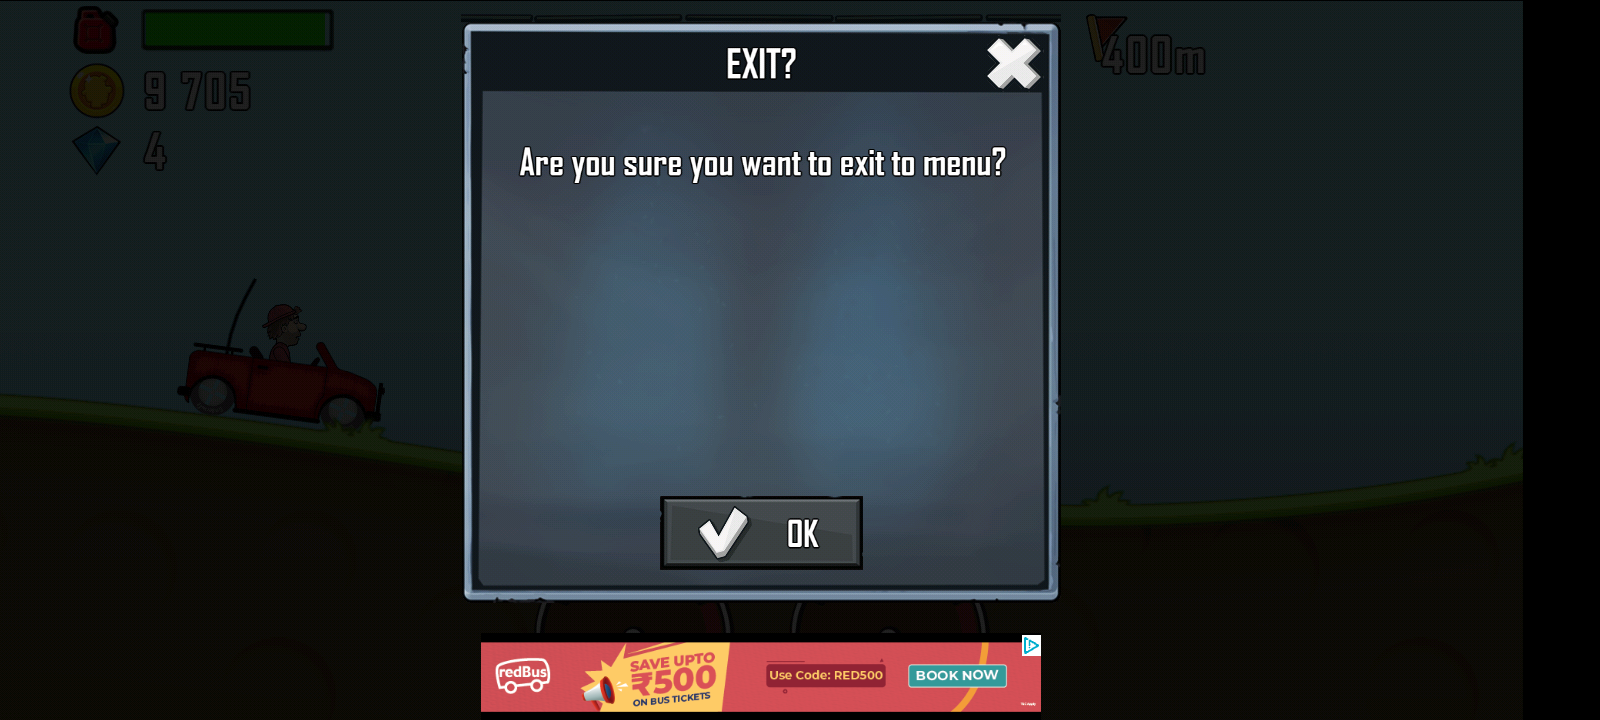 EXIT?
400m
9 705
4
Are you sure you want to exit to menu?
OK
redBus
SAVE UPTO
₹500
ON BUS TICKETS
Use Code: RED500
BOOK NOW